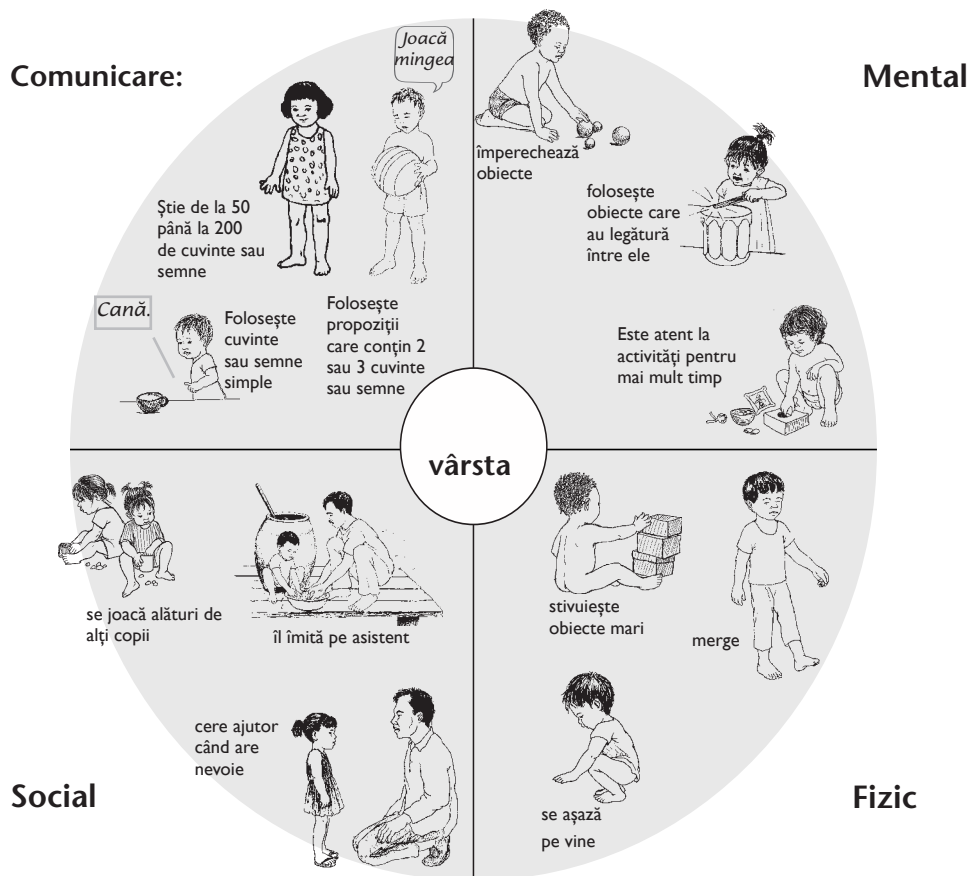 Comunicare:
Mental
Joacă
mingea
Știe de la 50
până la 200
de cuvinte sau
semne
Cană.
Folosește
cuvinte
sau semne
simple
Folosește
propoziții
care conțin 2
sau 3 cuvinte
sau semne
împerechează
obiecte
folosește
obiecte care
au legătură
între ele
Este atent la
activități pentru
mai mult timp
vârsta
se joacă alături de
alți copii
îl îmită pe asistent
cere ajutor
când are
nevoie
Social
stivuiește
obiecte mari
merge
se așază
pe vine
Fizic